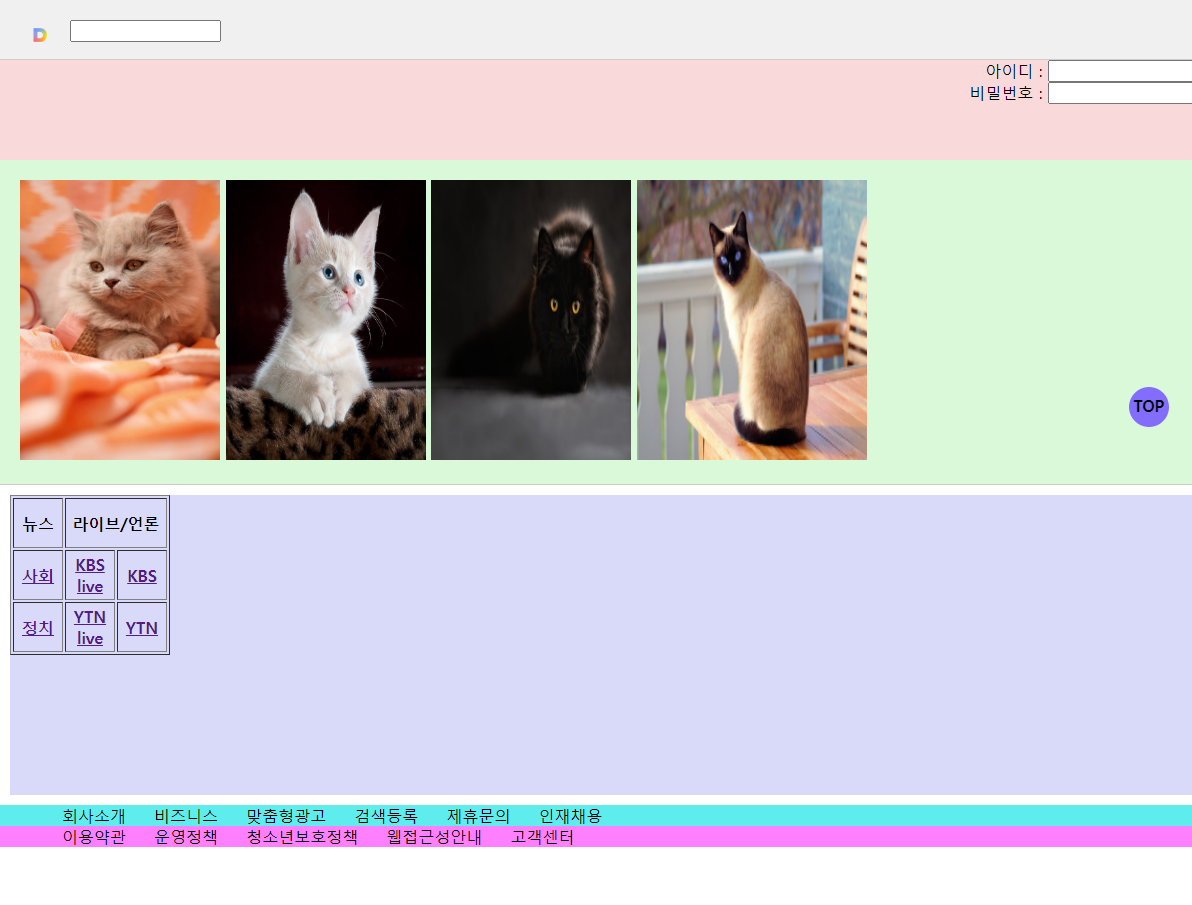 D
아이디 :
비밀번호 :
TOP
뉴스 라이브/언론
사회 KBS live KBS
정치 YTN live YTN
회사소개 비즈니스 맞춤형광고 검색등록 제휴문의 인재채용
이용약관 운영정책 청소년보호정책 웹접근성안내 고객센터